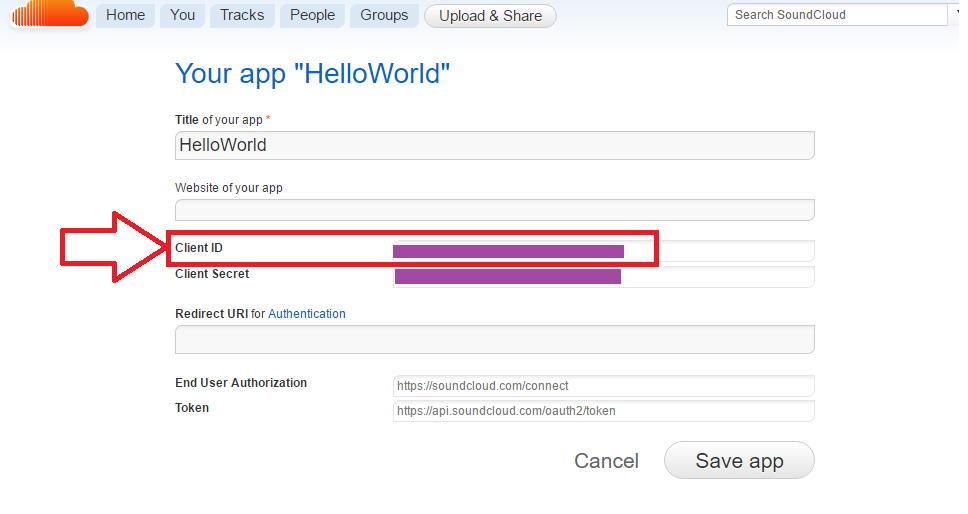 Home You Tracks People Groups Upload & Share Search SoundCloud
Your app "HelloWorld"
Title of your app *
HelloWorld
Website of your app
Client ID
Client Secret
Redirect URI for Authentication
End User Authorization https://soundcloud.com/connect
Token https://api.soundcloud.com/oauth2/token
Cancel Save app